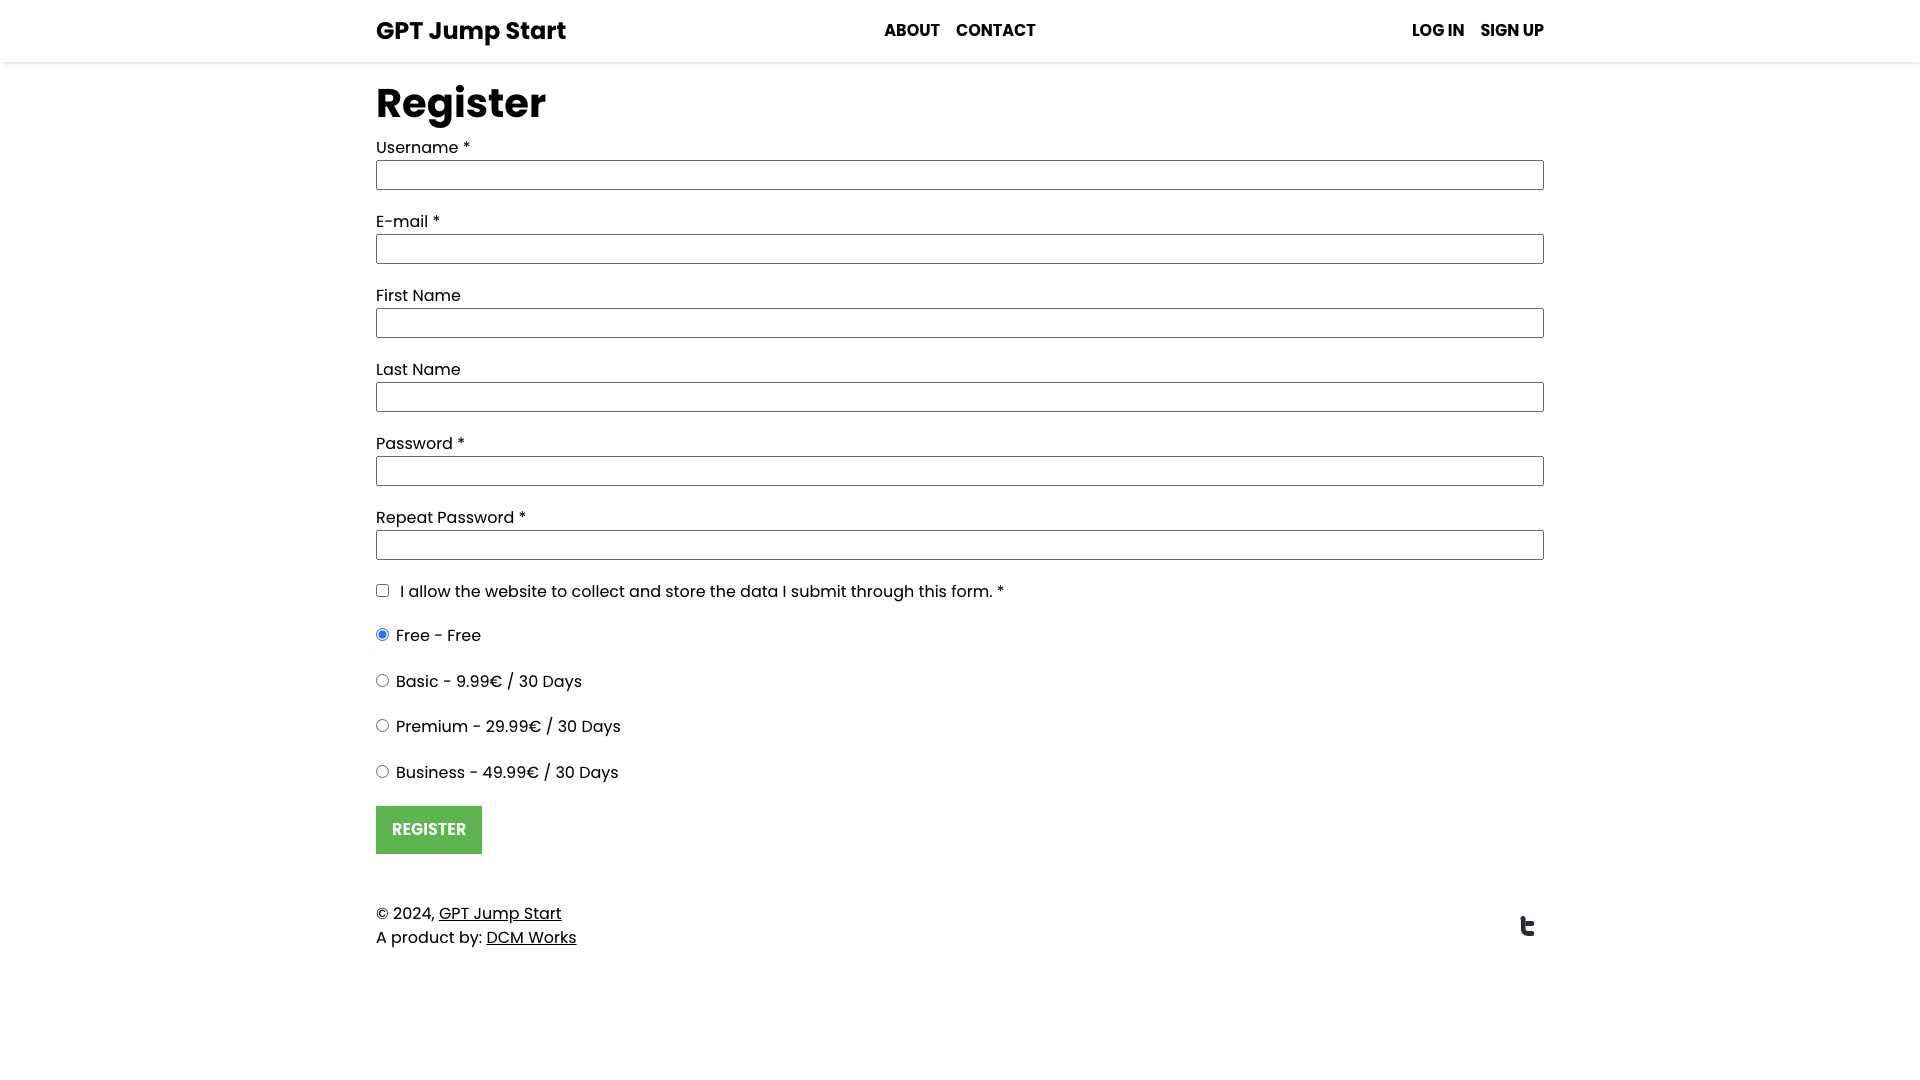 GPT Jump Start
ABOUT CONTACT
LOG IN SIGN UP
Register
Username *
E-mail *
First Name
Last Name
Password *
Repeat Password *
I allow the website to collect and store the data I submit through this form. *
Free - Free
Basic - 9.99€ / 30 Days
Premium - 29.99€ / 30 Days
Business - 49.99€ / 30 Days
REGISTER
© 2024, GPT Jump Start
A product by: DCM Works